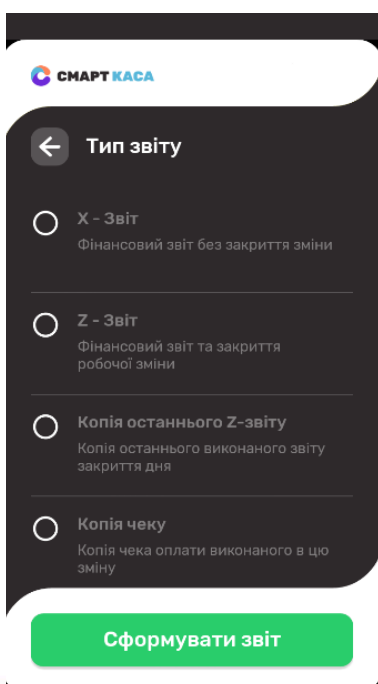 СМАРТ КАСА
Тип звіту
X - Звіт
Фінансовий звіт без закриття зміни
Z - Звіт
Фінансовий звіт та закриття
робочої зміни
Копія останнього Z-звіту
Копія останнього виконаного звіту
закриття дня
Копія чеку
Копія чека оплати виконаного в цю
зміну
Сформувати звіт